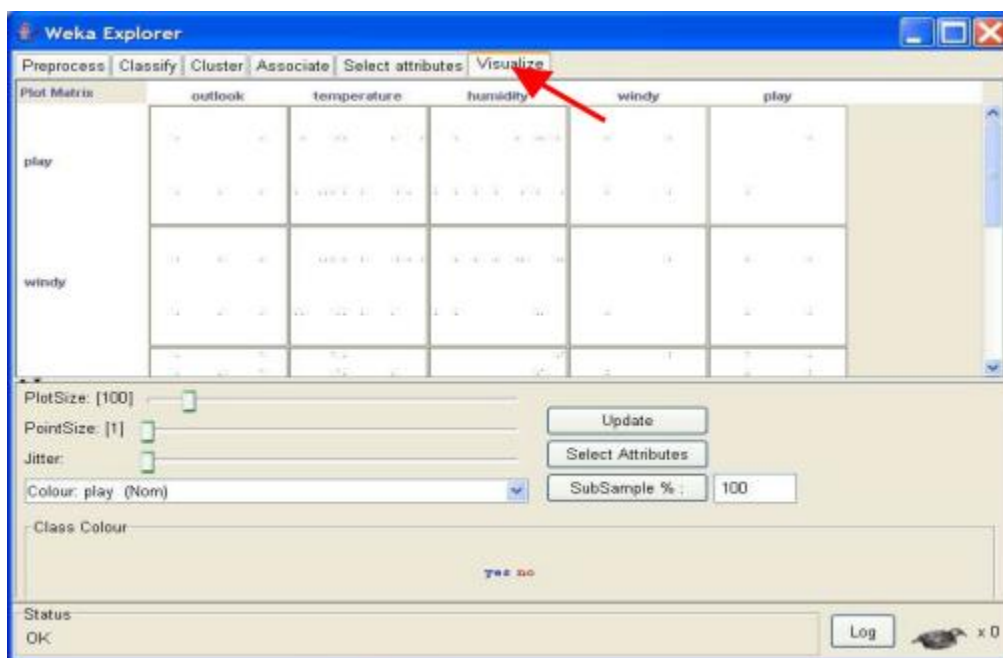 Weka Explorer
Preprocess Classify Cluster Associate Select attributes Visualize
Plot Matrix outlook temperature humidity windy play
play
windy
PlotSize: [100]
Update
PointSize: [1]
Select Attributes
Jitter:
Colour: play (Nom)
SubSample % : 100
Class Colour
yes no
Status
OK
Log x 0